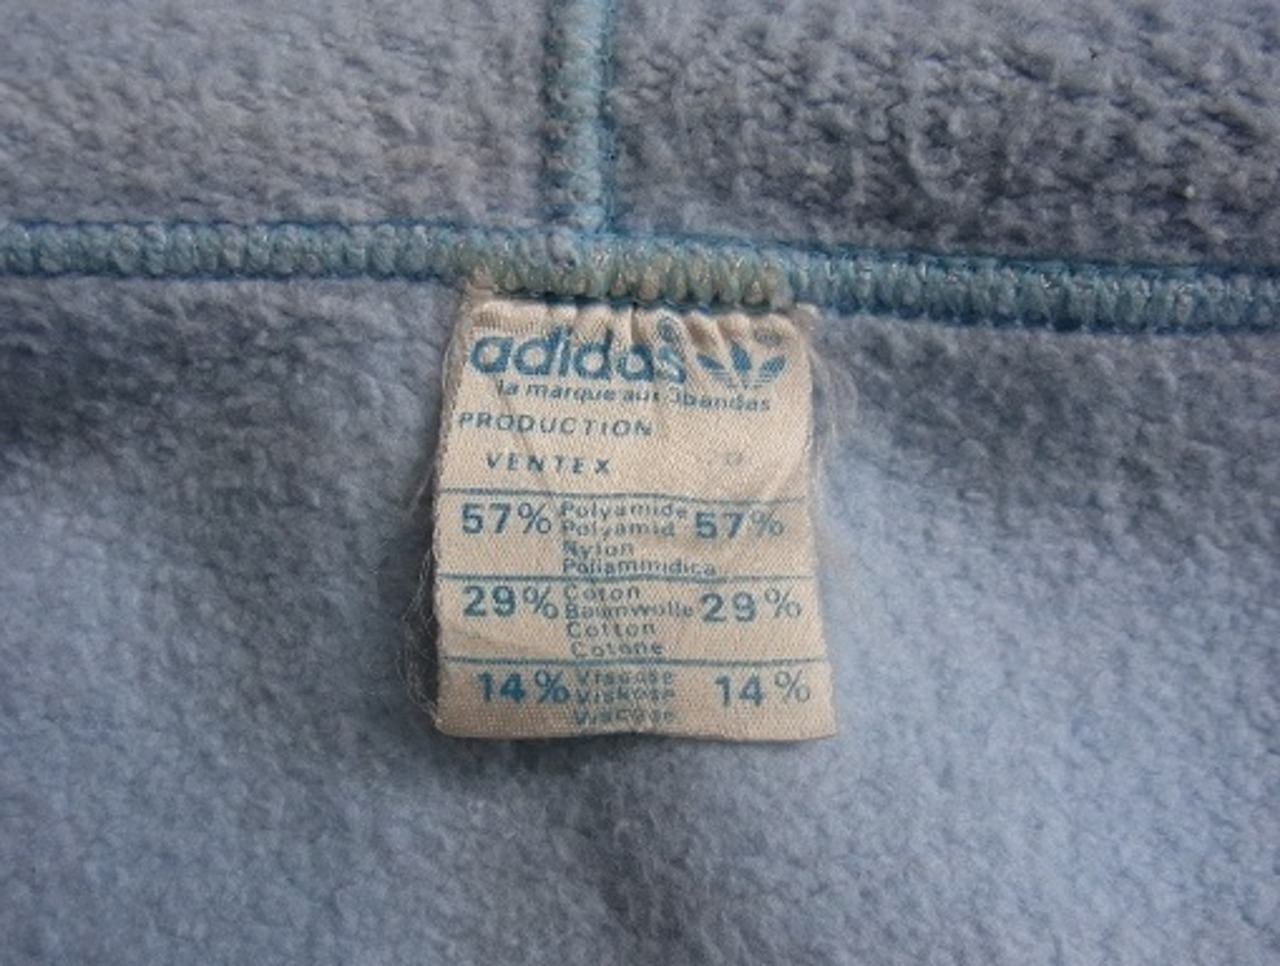 adidas
la marque aux 3 bandes
PRODUCTION
VENTEX
57% Polyamide 57%
Polyamid
Nylon
Poliammidica
29% Coton 29%
Baumwolle
Cotton
Cotone
14% Viscose 14%
Viskose
Viscose